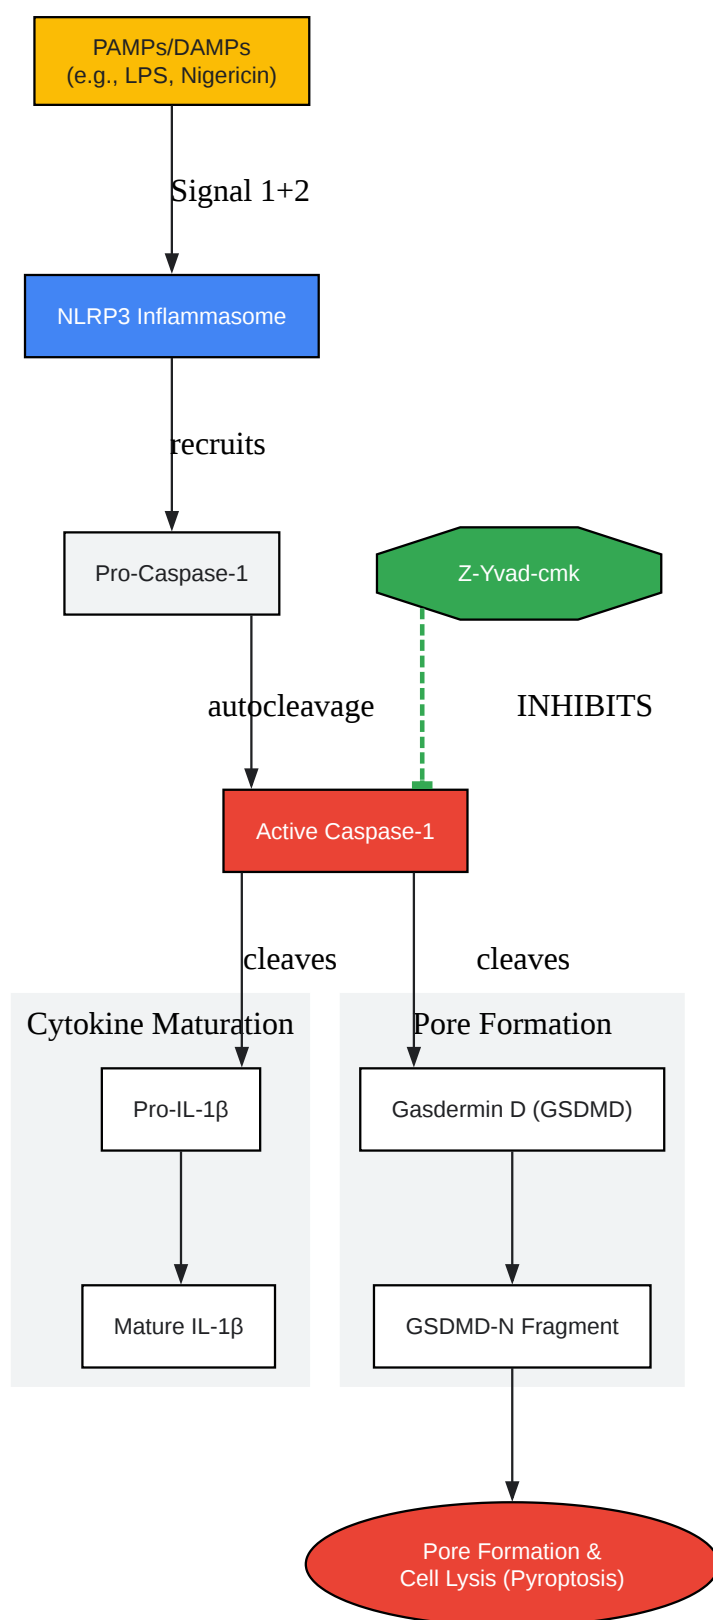 PAMPs/DAMPs
(e.g., LPS, Nigericin)
Signal 1+2
NLRP3 Inflammasome
recruits
Pro-Caspase-1
Z-Yvad-cmk
autocleavage
INHIBITS
Active Caspase-1
cleaves
cleaves
Cytokine Maturation
Pore Formation
Pro-IL-1β
Gasdermin D (GSDMD)
Mature IL-1β
GSDMD-N Fragment
Pore Formation &
Cell Lysis (Pyroptosis)